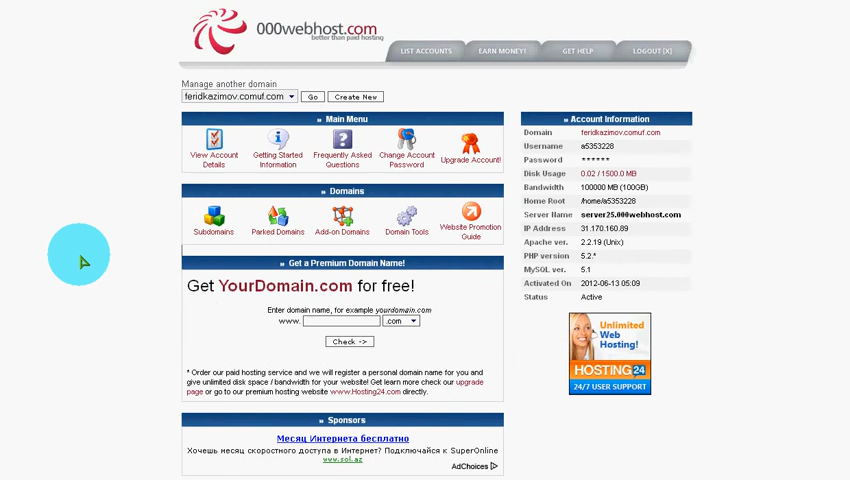 000webhost.com
better than paid hosting
LIST ACCOUNTS
EARN MONEY!
GET HELP
LOGOUT [X]
Manage another domain
feridkazimov.comuf.com
Go
Create New
» Main Menu
View Account Details
Getting Started Information
Frequently Asked Questions
Change Account Password
Upgrade Account!
» Domains
Subdomains
Parked Domains
Add-on Domains
Domain Tools
Website Promotion Guide
» Get a Premium Domain Name!
Get YourDomain.com for free!
Enter domain name, for example yourdomain.com
www.
.com
Check ->
* Order our paid hosting service and we will register a personal domain name for you and
give unlimited disk space / bandwidth for your website! Get learn more check our upgrade
page or go to our premium hosting website www.Hosting24.com directly.
» Sponsors
Месяц Интернета бесплатно
Хочешь месяц скоростного доступа в Интернет? Подключайся к SuperOnline
www.sol.az
AdChoices
» Account Information
Domain feridkazimov.comuf.com
Username a5353228
Password ******
Disk Usage 0.02 / 1500.0 MB
Bandwidth 100000 MB (100GB)
Home Root /home/a5353228
Server Name server25.000webhost.com
IP Address 31.170.160.89
Apache ver. 2.2.19 (Unix)
PHP version 5.2.*
MySQL ver. 5.1
Activated On 2012-06-13 05:09
Status Active
Unlimited
Web
Hosting!
HOSTING24
24/7 USER SUPPORT